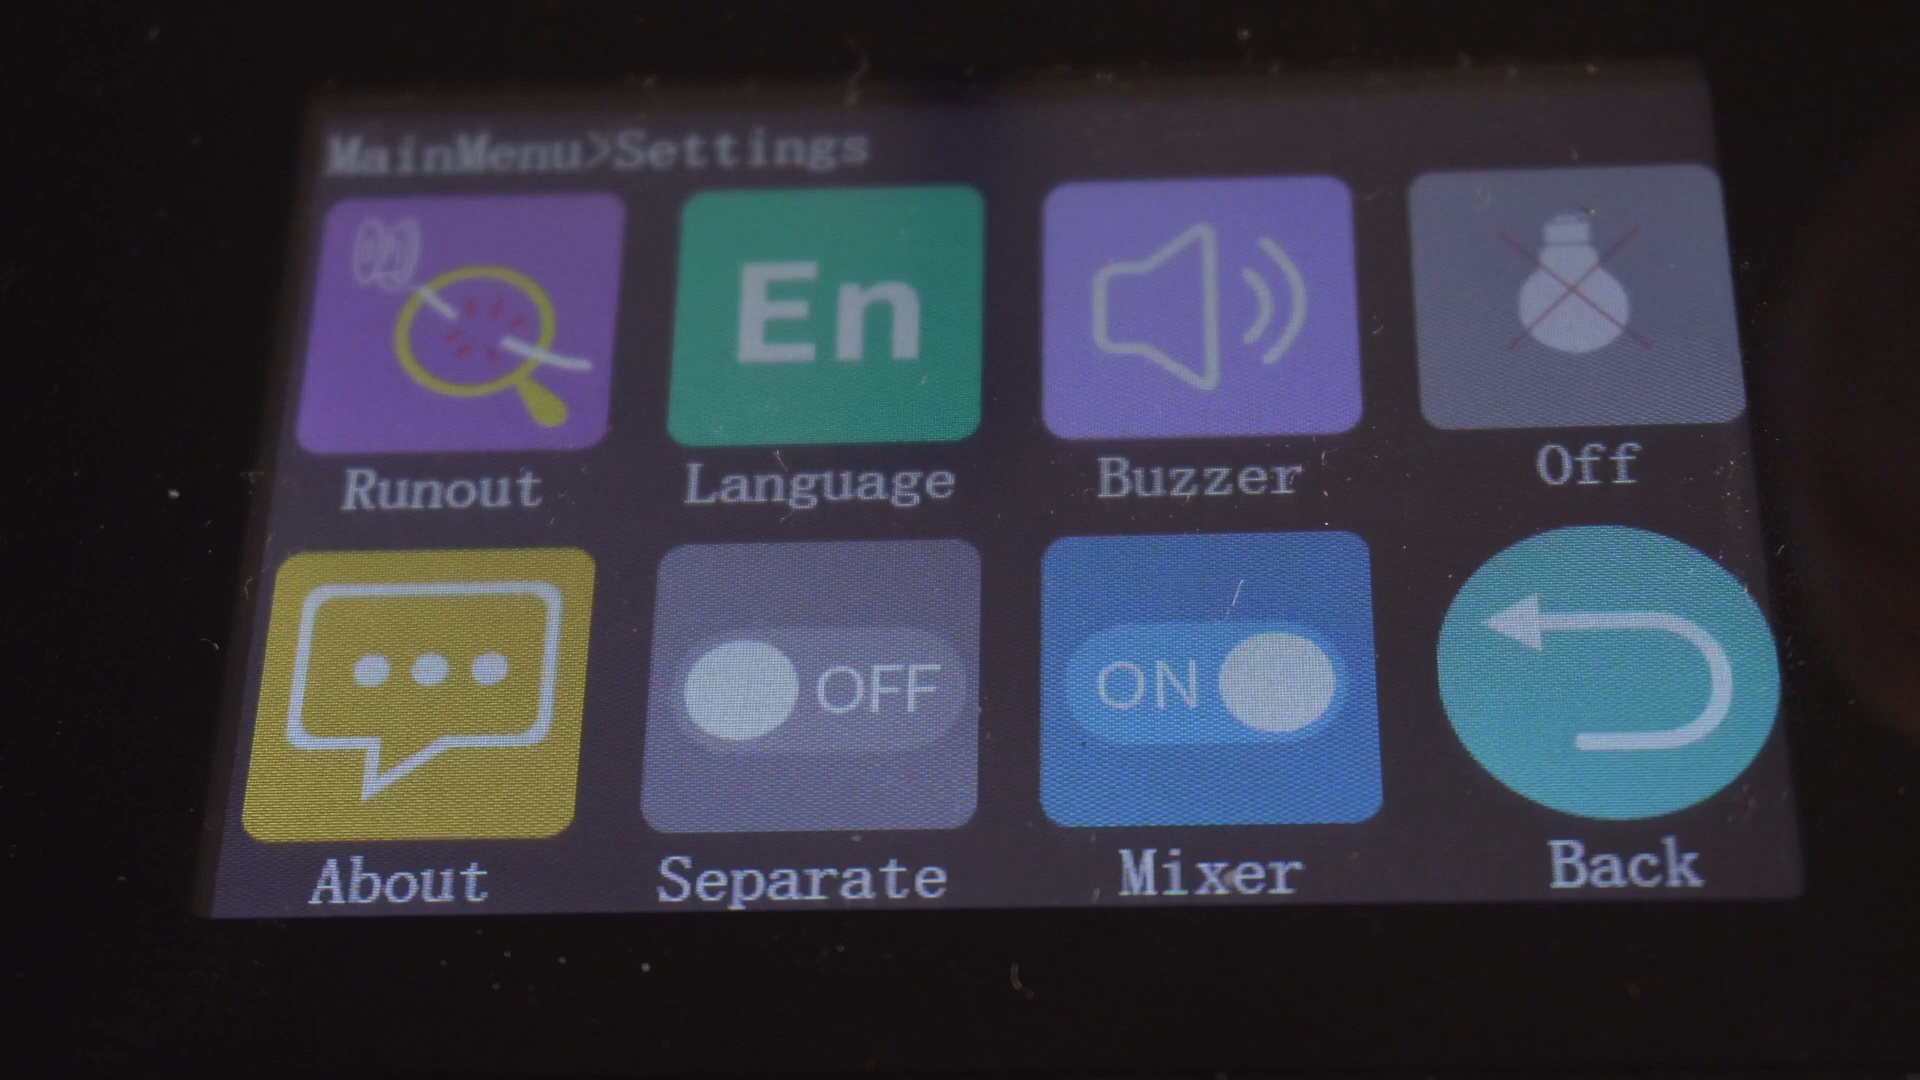 MainMenu>Settings
En
Runout
Language
Buzzer
Off
OFF
ON
About
Separate
Mixer
Back